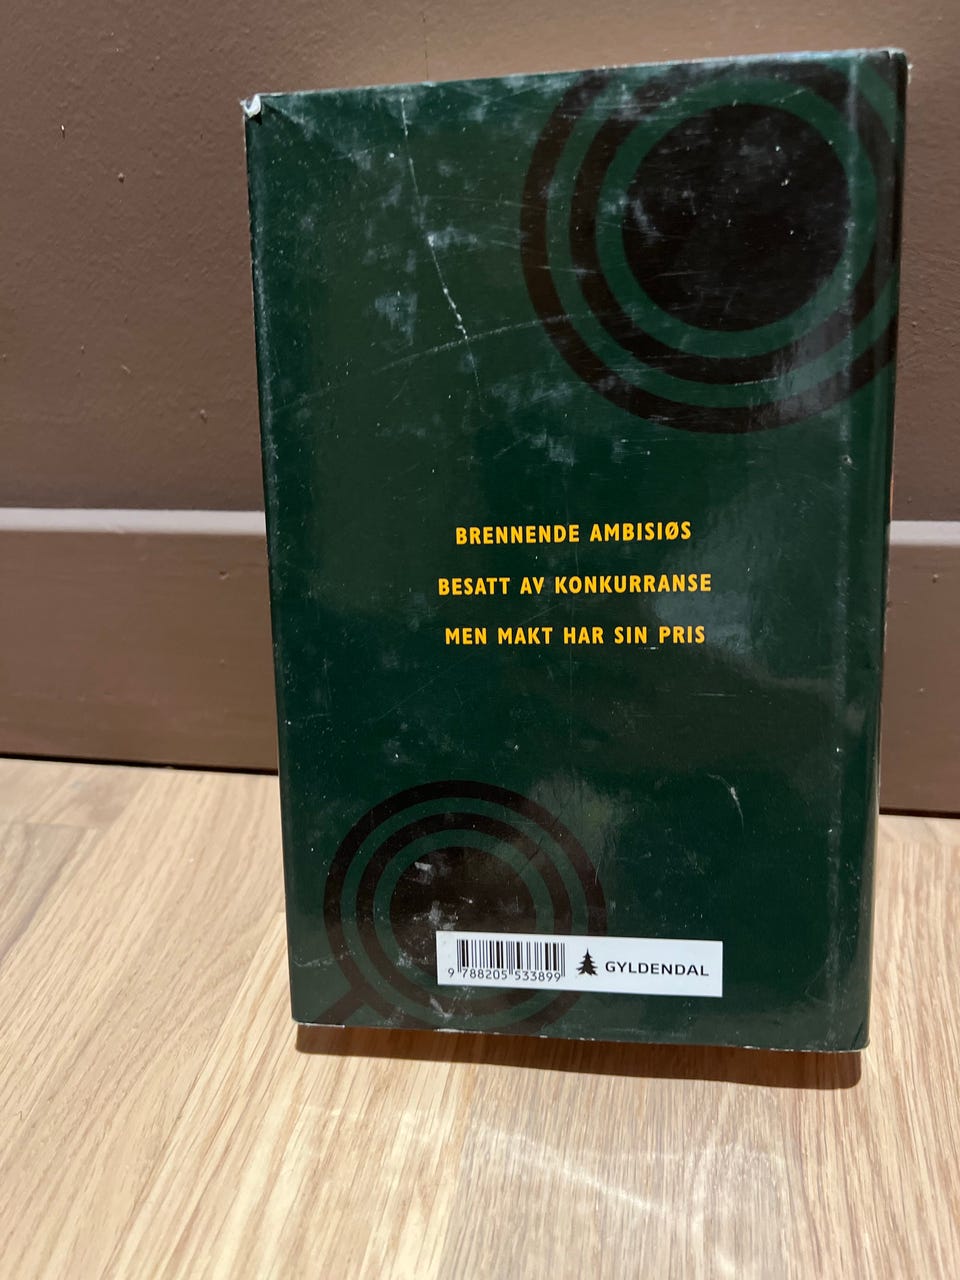 BRENNENDE AMBISIØS
BESATT AV KONKURRANSE
MEN MAKT HAR SIN PRIS
9 788205 533899
GYLDENDAL